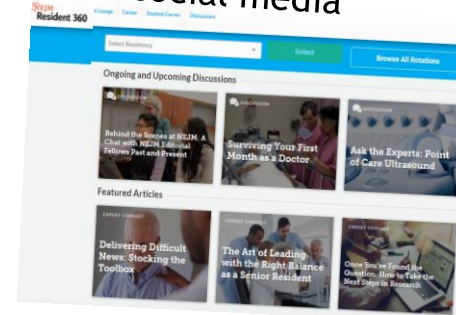 social media
NEJM
Resident 360
Lounge Career Student Corner Discussions
Select Residency
Select
Browse All Rotations
Ongoing and Upcoming Discussions
DISCUSSION
Behind the Scenes at NEJM: A
Chat with NEJM Editorial
Fellows Past and Present
DISCUSSION
Surviving Your First
Month as a Doctor
DISCUSSION
Ask the Experts: Point
of Care Ultrasound
Featured Articles
EXPERT CONSULT
Delivering Difficult
News: Stocking the
Toolbox
EXPERT CONSULT
The Art of Leading
with the Right Balance
as a Senior Resident
EXPERT CONSULT
Once You've Found the
Question: How to Take the
Next Steps in Research